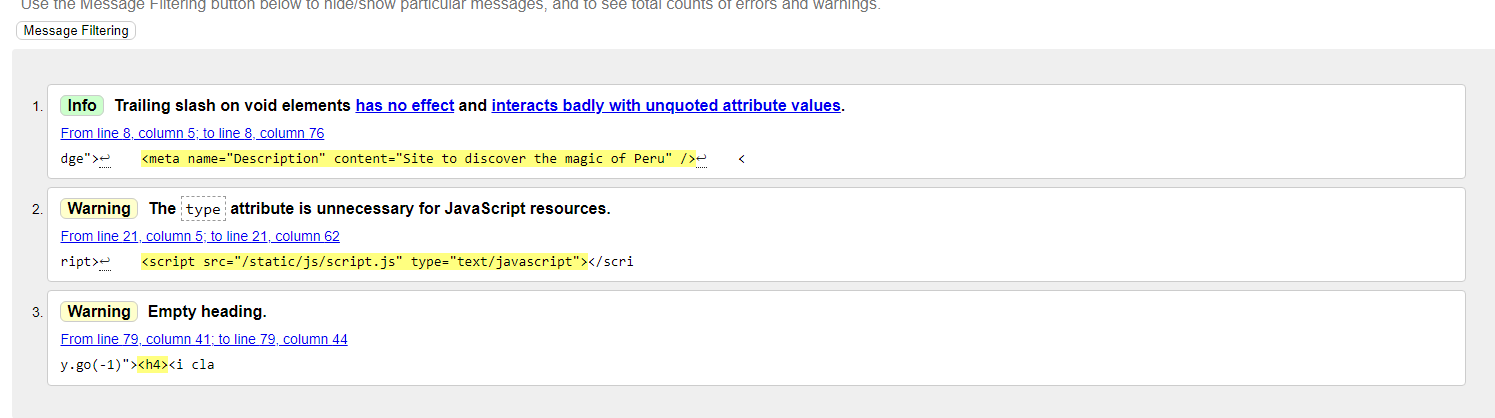 Use the Message Filtering button below to hide/show particular messages, and to see total counts of errors and warnings.
Message Filtering
1. Info Trailing slash on void elements has no effect and interacts badly with unquoted attribute values.
From line 8, column 5; to line 8, column 76
dge">↩    <meta name="Description" content="Site to discover the magic of Peru" />↩    <
2. Warning The type attribute is unnecessary for JavaScript resources.
From line 21, column 5; to line 21, column 62
ript>↩    <script src="/static/js/script.js" type="text/javascript"></scri
3. Warning Empty heading.
From line 79, column 41; to line 79, column 44
y.go(-1)"><h4><i cla